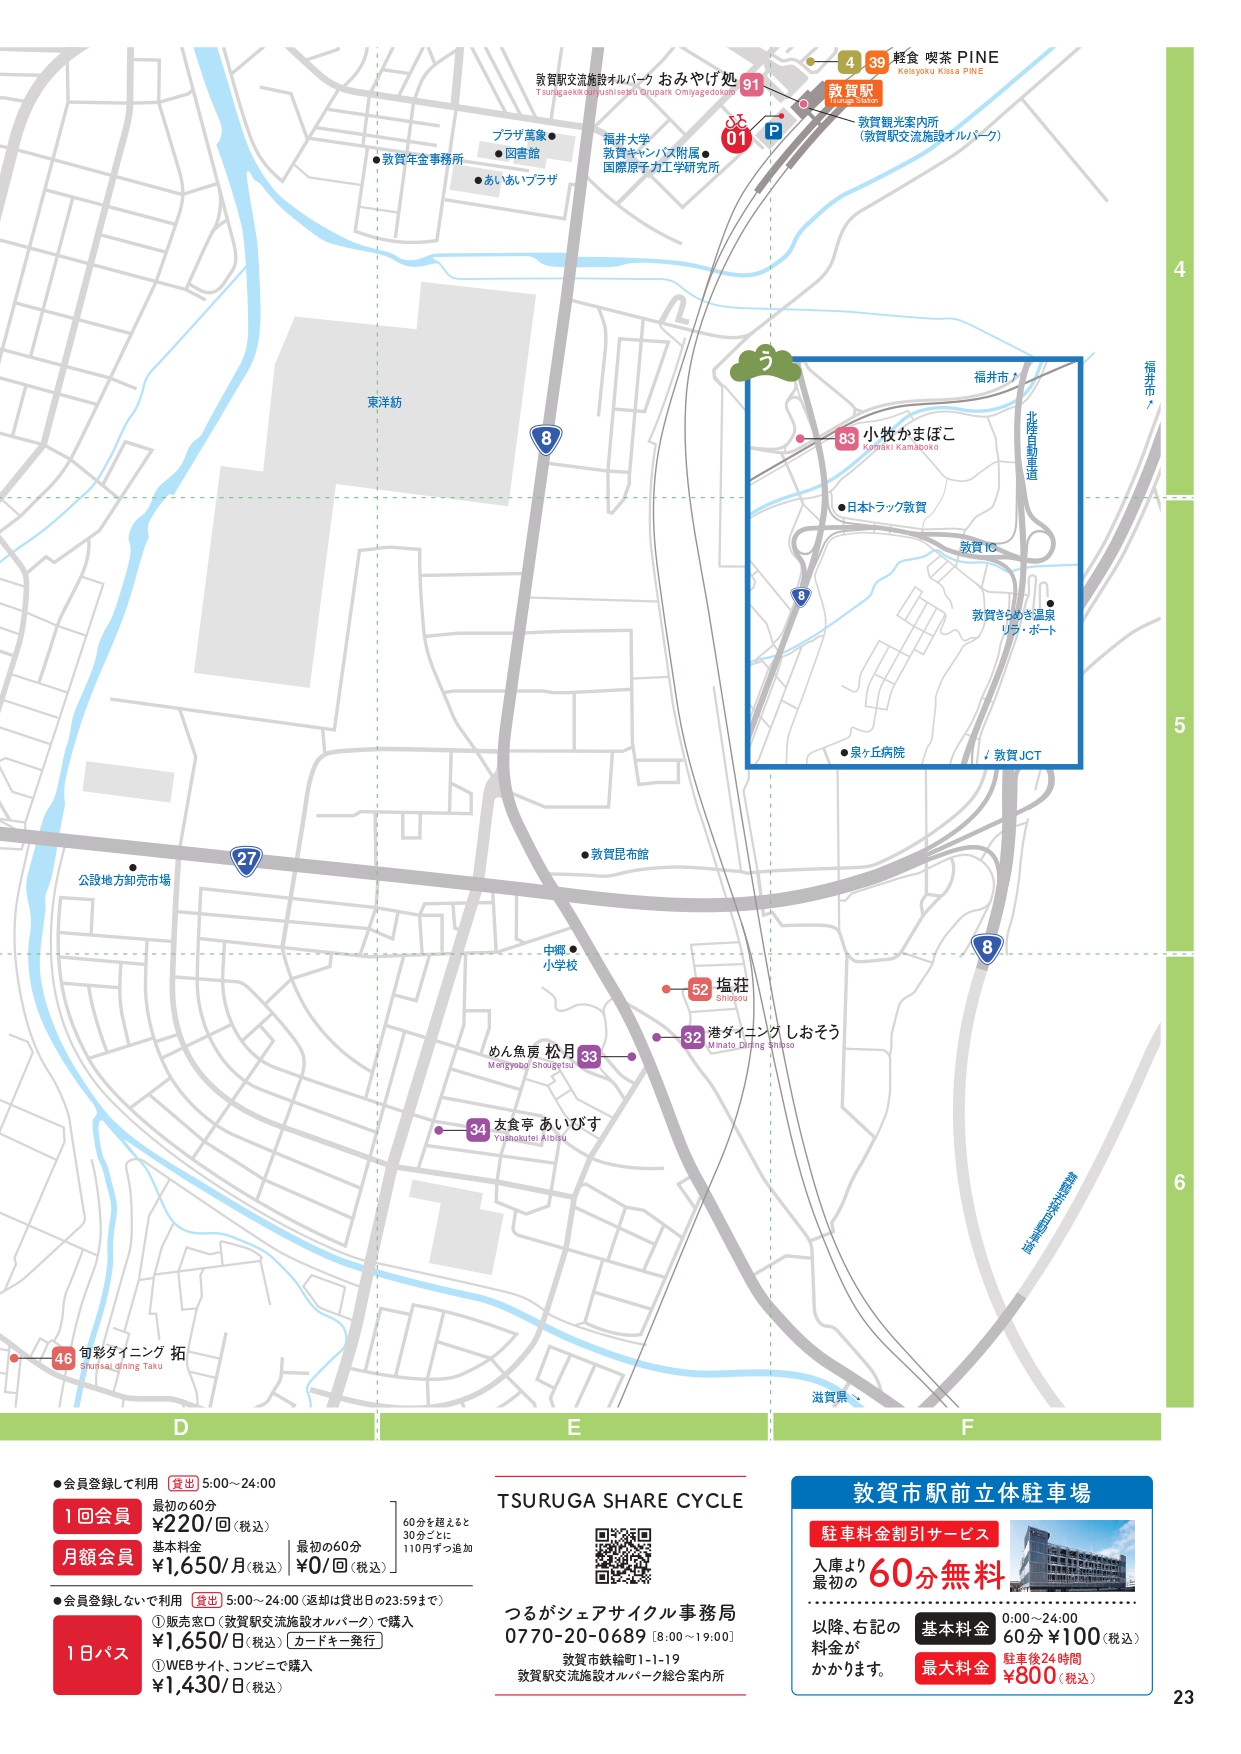 4
39
軽食 喫茶 PINE
Keisyoku Kissa PINE
敦賀駅交流施設オルパーク おみやげ処
Tsurugaekikouryushisetsu Orupark Omiyagedokoro
91
敦賀駅
Tsuruga Station
敦賀観光案内所
（敦賀駅交流施設オルパーク）
01
P
プラザ萬象
図書館
福井大学
敦賀キャンパス附属
国際原子力工学研究所
敦賀年金事務所
あいあいプラザ
4
う
福井市
福井市
東洋紡
北陸自動車道
8
83
小牧かまぼこ
Komaki Kamaboko
日本トラック敦賀
敦賀IC
8
敦賀きらめき温泉
リラ・ポート
5
泉ヶ丘病院
敦賀JCT
27
敦賀昆布館
公設地方卸売市場
中郷
小学校
8
52
塩荘
Shiosou
32
港ダイニング しおそう
Minato Dining Shioso
めん魚房 松月
Mengyobo Shougetsu
33
34
友食亭 あいびす
Yushokutei Aibisu
6
舞鶴若狭自動車道
46
旬彩ダイニング 拓
Shunsai dining Taku
滋賀県
D
E
F
●会員登録して利用 貸出 5:00〜24:00
1回会員
最初の60分
¥220/回（税込）
月額会員
基本料金
¥1,650/月（税込）
最初の60分
¥0/回（税込）
60分を超えると
30分ごとに
110円ずつ追加
●会員登録しないで利用 貸出 5:00〜24:00（返却は貸出日の23:59まで）
1日パス
①販売窓口（敦賀駅交流施設オルパーク）で購入
¥1,650/日（税込） カードキー発行
①WEBサイト、コンビニで購入
¥1,430/日（税込）
TSURUGA SHARE CYCLE
つるがシェアサイクル事務局
0770-20-0689［8:00〜19:00］
敦賀市鉄輪町1-1-19
敦賀駅交流施設オルパーク総合案内所
敦賀市駅前立体駐車場
駐車料金割引サービス
入庫より
最初の
60分無料
以降、右記の
料金が
かかります。
基本料金
0:00〜24:00
60分¥100（税込）
最大料金
駐車後24時間
¥800（税込）
23